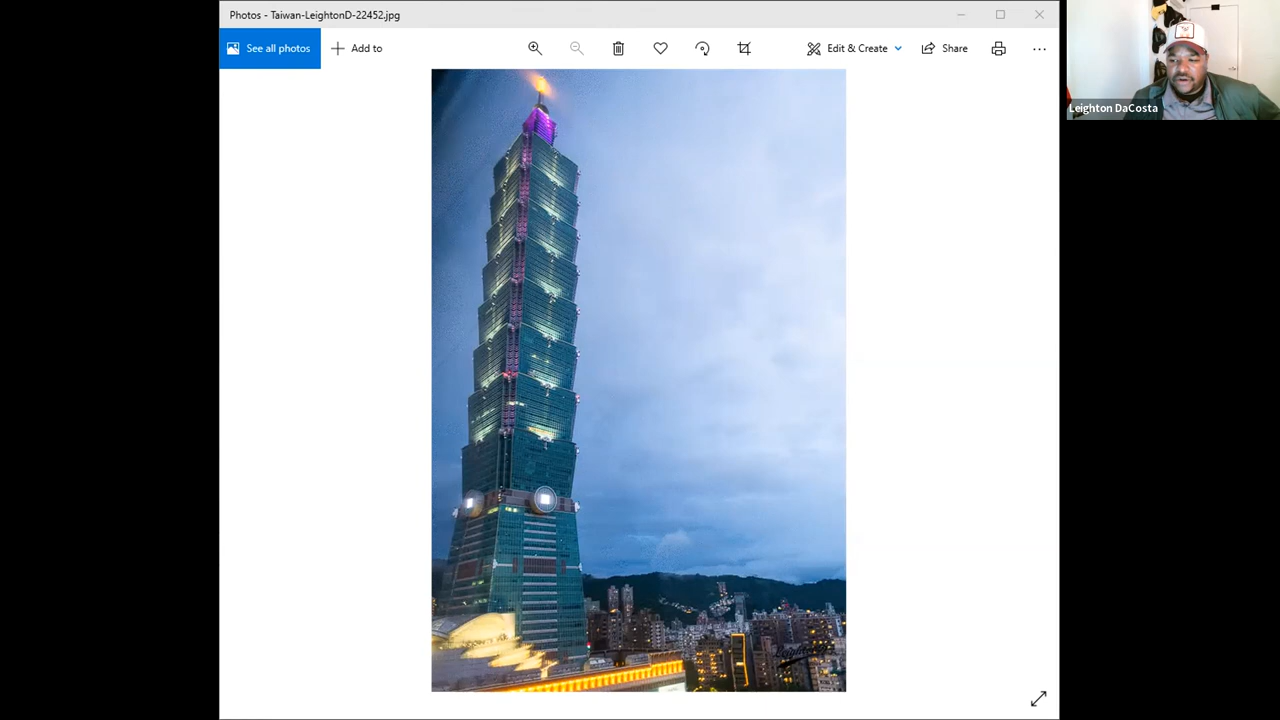 Photos - Taiwan-LeightonD-22452.jpg
See all photos
Add to
Edit & Create
Share
Leighton DaCosta